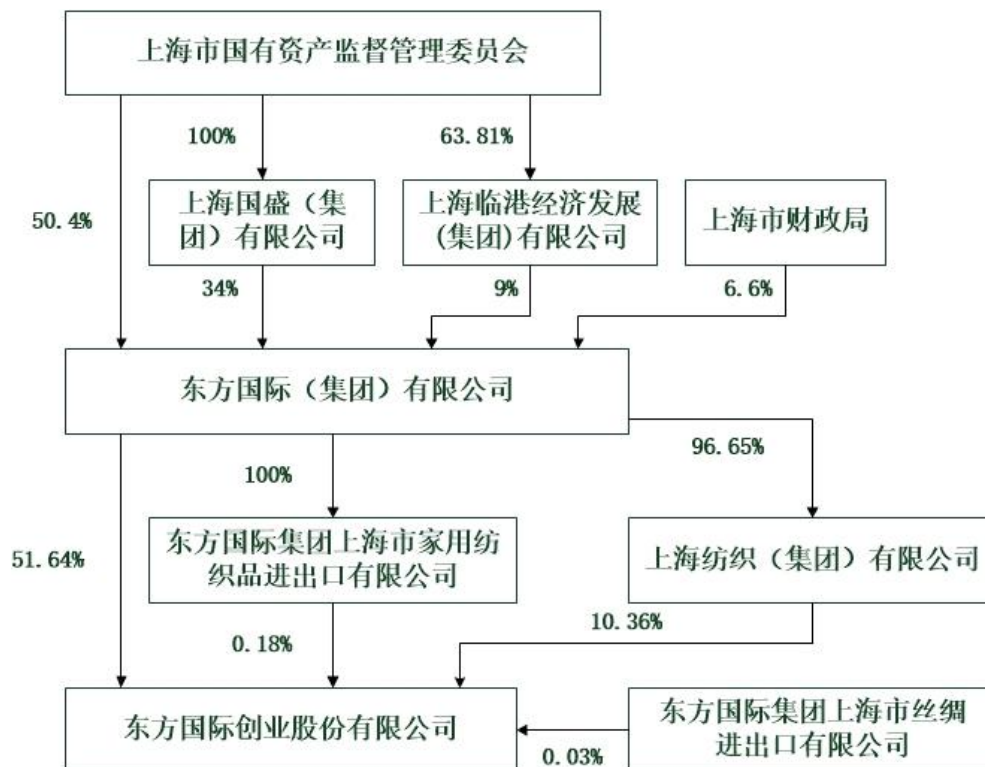 上海市国有资产监督管理委员会
100%
63.81%
50.4%
上海国盛（集
团）有限公司
上海临港经济发展
(集团)有限公司
上海市财政局
34%
9%
6.6%
东方国际（集团）有限公司
96.65%
100%
51.64%
东方国际集团上海市家用纺
织品进出口有限公司
上海纺织（集团）有限公司
10.36%
0.18%
东方国际创业股份有限公司
东方国际集团上海市丝绸
进出口有限公司
0.03%